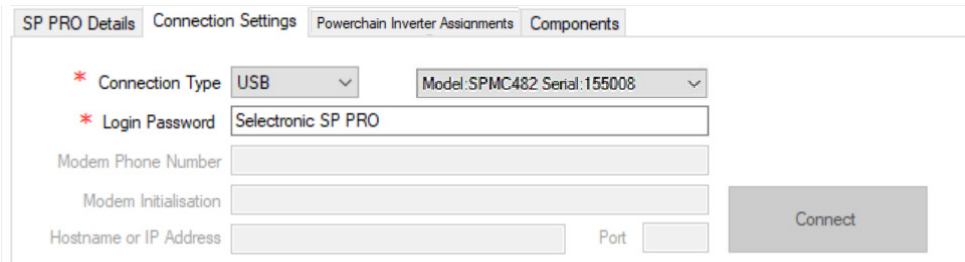 SP PRO Details Connection Settings Powerchain Inverter Assignments Components
* Connection Type USB Model:SPMC482 Serial:155008
* Login Password Selectronic SP PRO
Modem Phone Number
Modem Initialisation
Connect
Hostname or IP Address Port